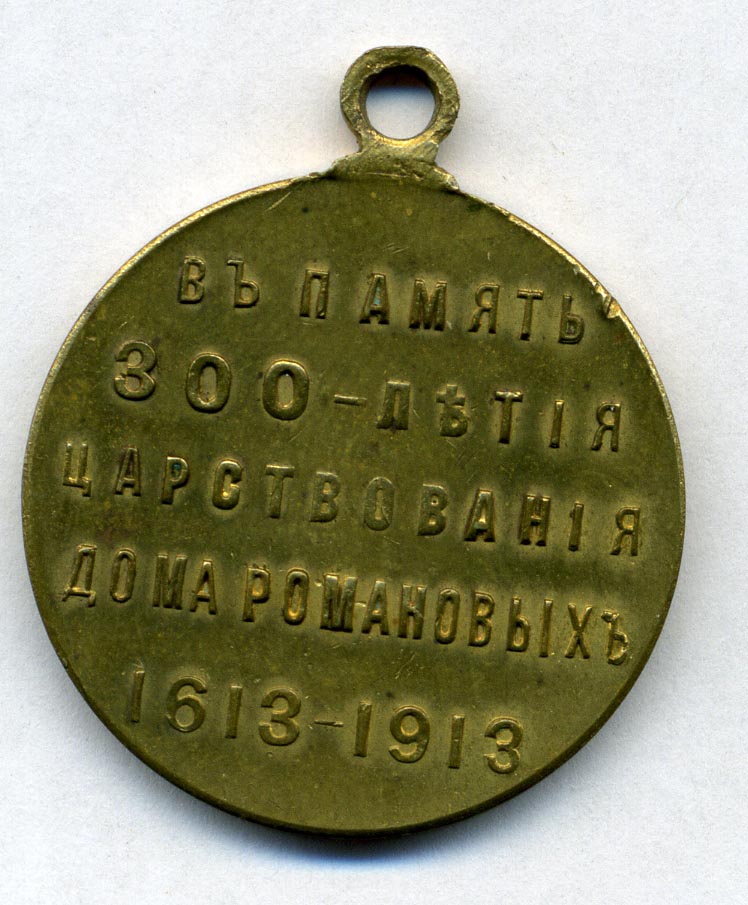 ВЪ ПАМЯТЬ
300-ЛѢТІЯ
ЦАРСТВОВАНІЯ
ДОМА РОМАНОВЫХЪ
1613-1913